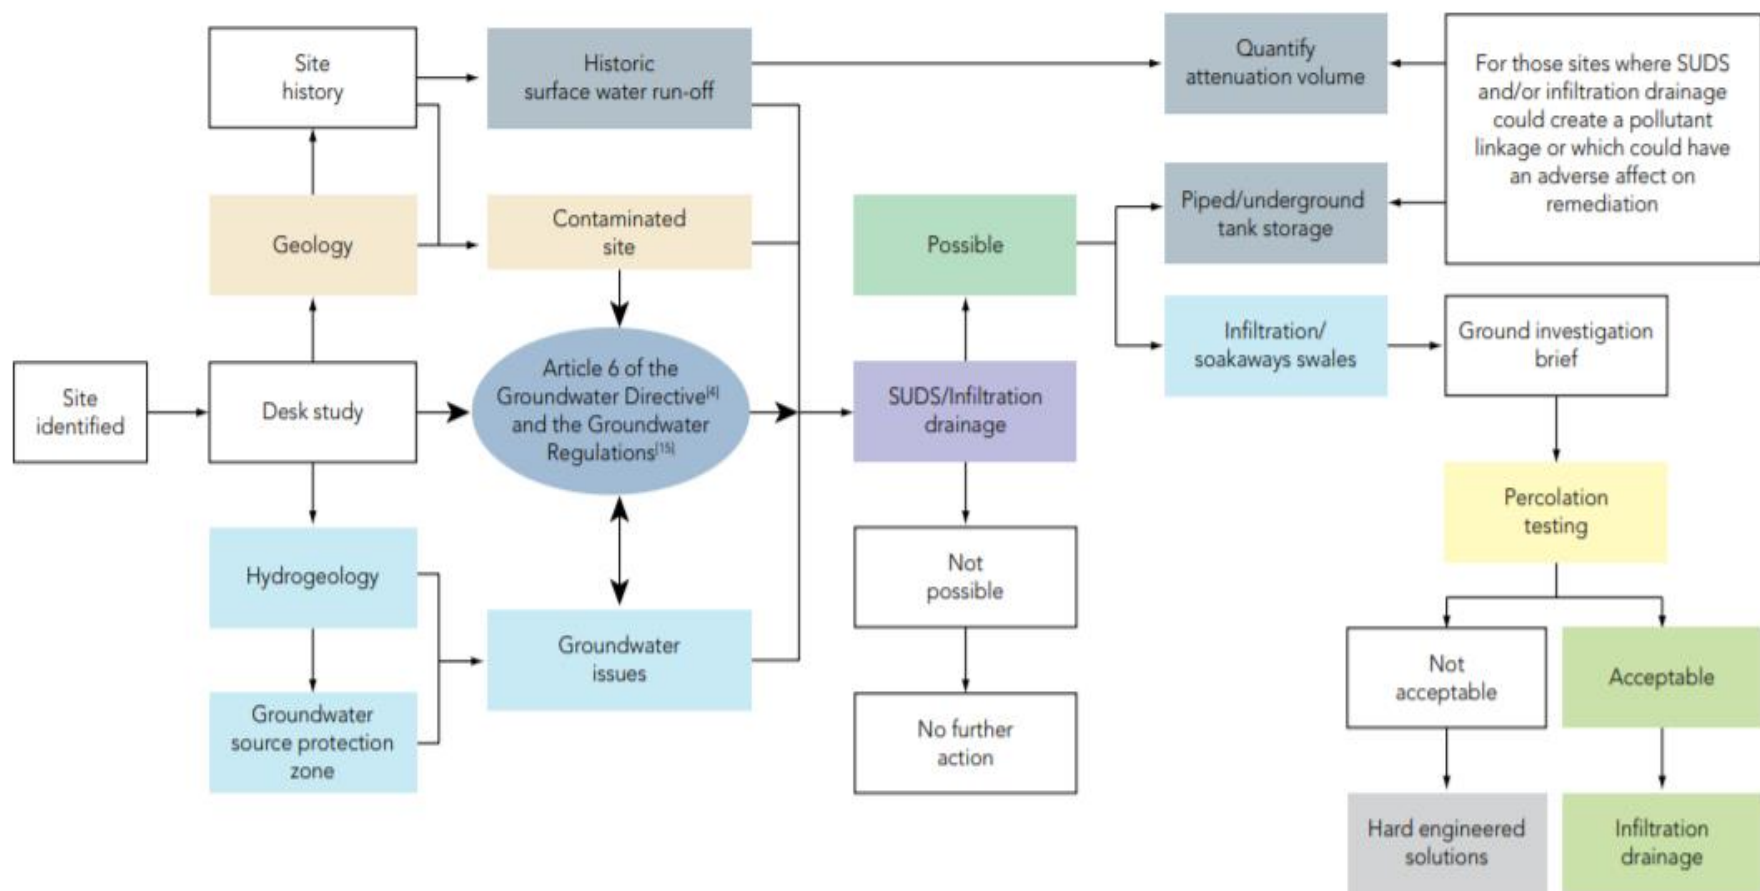 Site
history
Historic
surface water run-off
Quantify
attenuation volume
For those sites where SUDS
and/or infiltration drainage
could create a pollutant
linkage or which could have
an adverse affect on
remediation
Geology
Contaminated
site
Possible
Piped/underground
tank storage
Infiltration/
soakaways swales
Ground investigation
brief
Site
identified
Desk study
Article 6 of the
Groundwater Directive[4]
and the Groundwater
Regulations[15]
SUDS/Infiltration
drainage
Percolation
testing
Hydrogeology
Not
possible
Groundwater
issues
Not
acceptable
Acceptable
Groundwater
source protection
zone
No further
action
Hard engineered
solutions
Infiltration
drainage